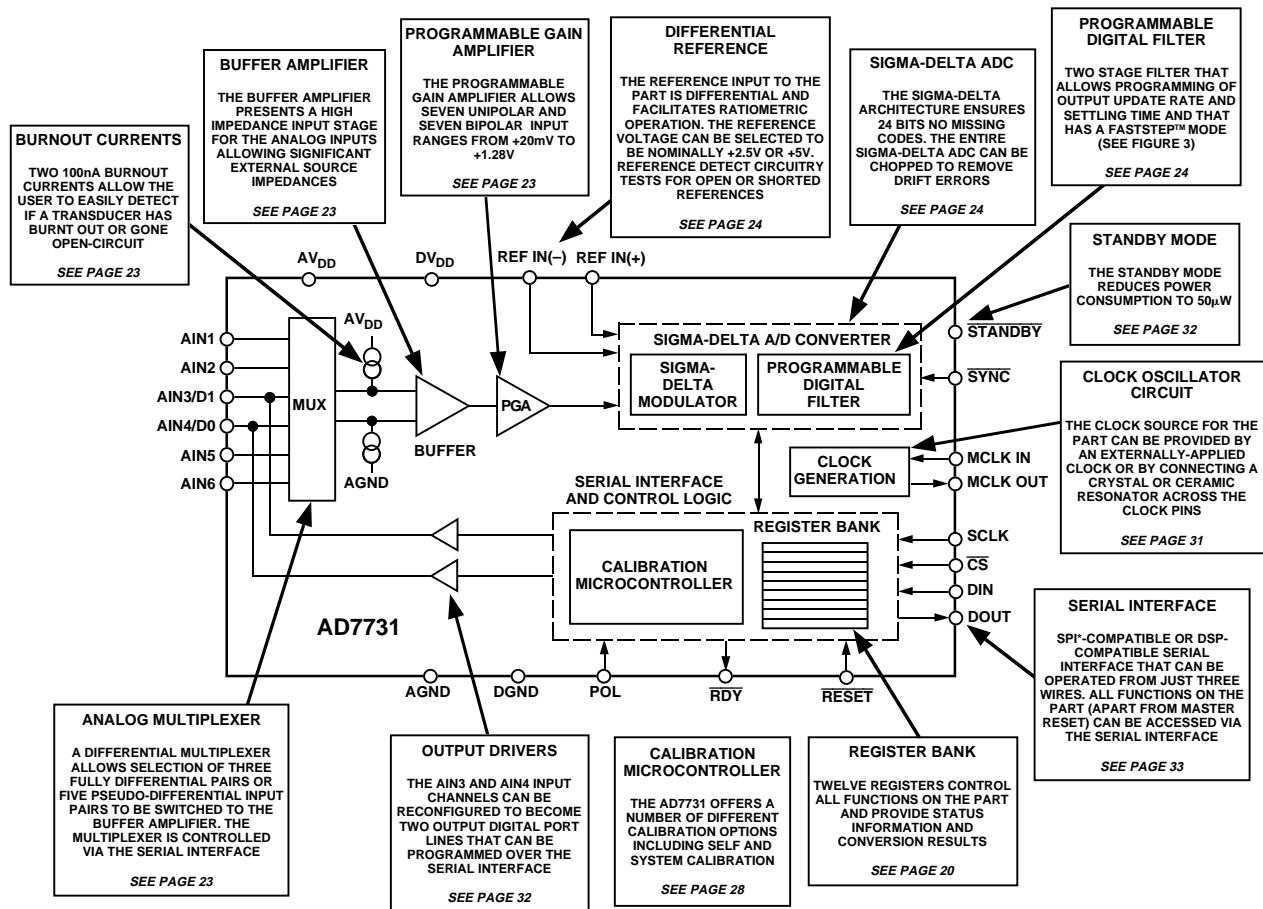 PROGRAMMABLE GAIN
AMPLIFIER
THE PROGRAMMABLE
GAIN AMPLIFIER ALLOWS
SEVEN UNIPOLAR AND
SEVEN BIPOLAR INPUT
RANGES FROM +20mV TO
+1.28V
SEE PAGE 23
DIFFERENTIAL
REFERENCE
THE REFERENCE INPUT TO THE
PART IS DIFFERENTIAL AND
FACILITATES RATIOMETRIC
OPERATION. THE REFERENCE
VOLTAGE CAN BE SELECTED TO
BE NOMINALLY +2.5V OR +5V.
REFERENCE DETECT CIRCUITRY
TESTS FOR OPEN OR SHORTED
REFERENCES
SEE PAGE 24
PROGRAMMABLE
DIGITAL FILTER
TWO STAGE FILTER THAT
ALLOWS PROGRAMMING OF
OUTPUT UPDATE RATE AND
SETTLING TIME AND THAT
HAS A FASTSTEP™ MODE
(SEE FIGURE 3)
SEE PAGE 24
BUFFER AMPLIFIER
THE BUFFER AMPLIFIER
PRESENTS A HIGH
IMPEDANCE INPUT STAGE
FOR THE ANALOG INPUTS
ALLOWING SIGNIFICANT
EXTERNAL SOURCE
IMPEDANCES
SEE PAGE 23
SIGMA-DELTA ADC
THE SIGMA-DELTA
ARCHITECTURE ENSURES
24 BITS NO MISSING
CODES. THE ENTIRE
SIGMA-DELTA ADC CAN BE
CHOPPED TO REMOVE
DRIFT ERRORS
SEE PAGE 24
BURNOUT CURRENTS
TWO 100nA BURNOUT
CURRENTS ALLOW THE
USER TO EASILY DETECT
IF A TRANSDUCER HAS
BURNT OUT OR GONE
OPEN-CIRCUIT
SEE PAGE 23
STANDBY MODE
THE STANDBY MODE
REDUCES POWER
CONSUMPTION TO 50μW
SEE PAGE 32
AVDD
DVDD
REF IN(–)
REF IN(+)
AIN1
AIN2
AIN3/D1
AIN4/D0
AIN5
AIN6
MUX
AVDD
AGND
BUFFER
PGA
SIGMA-DELTA A/D CONVERTER
SIGMA-
DELTA
MODULATOR
PROGRAMMABLE
DIGITAL
FILTER
STANDBY
SYNC
CLOCK OSCILLATOR
CIRCUIT
THE CLOCK SOURCE FOR THE
PART CAN BE PROVIDED BY
AN EXTERNALLY-APPLIED
CLOCK OR BY CONNECTING A
CRYSTAL OR CERAMIC
RESONATOR ACROSS THE
CLOCK PINS
SEE PAGE 31
CLOCK
GENERATION
MCLK IN
MCLK OUT
SERIAL INTERFACE
AND CONTROL LOGIC
REGISTER BANK
CALIBRATION
MICROCONTROLLER
SCLK
CS
DIN
DOUT
AD7731
AGND
DGND
POL
RDY
RESET
SERIAL INTERFACE
SPI*-COMPATIBLE OR DSP-
COMPATIBLE SERIAL
INTERFACE THAT CAN BE
OPERATED FROM JUST THREE
WIRES. ALL FUNCTIONS ON THE
PART (APART FROM MASTER
RESET) CAN BE ACCESSED VIA
THE SERIAL INTERFACE
SEE PAGE 33
ANALOG MULTIPLEXER
A DIFFERENTIAL MULTIPLEXER
ALLOWS SELECTION OF THREE
FULLY DIFFERENTIAL PAIRS OR
FIVE PSEUDO-DIFFERENTIAL INPUT
PAIRS TO BE SWITCHED TO THE
BUFFER AMPLIFIER. THE
MULTIPLEXER IS CONTROLLED
VIA THE SERIAL INTERFACE
SEE PAGE 23
OUTPUT DRIVERS
THE AIN3 AND AIN4 INPUT
CHANNELS CAN BE
RECONFIGURED TO BECOME
TWO OUTPUT DIGITAL PORT
LINES THAT CAN BE
PROGRAMMED OVER THE
SERIAL INTERFACE
SEE PAGE 32
CALIBRATION
MICROCONTROLLER
THE AD7731 OFFERS A
NUMBER OF DIFFERENT
CALIBRATION OPTIONS
INCLUDING SELF AND
SYSTEM CALIBRATION
SEE PAGE 28
REGISTER BANK
TWELVE REGISTERS CONTROL
ALL FUNCTIONS ON THE PART
AND PROVIDE STATUS
INFORMATION AND
CONVERSION RESULTS
SEE PAGE 20